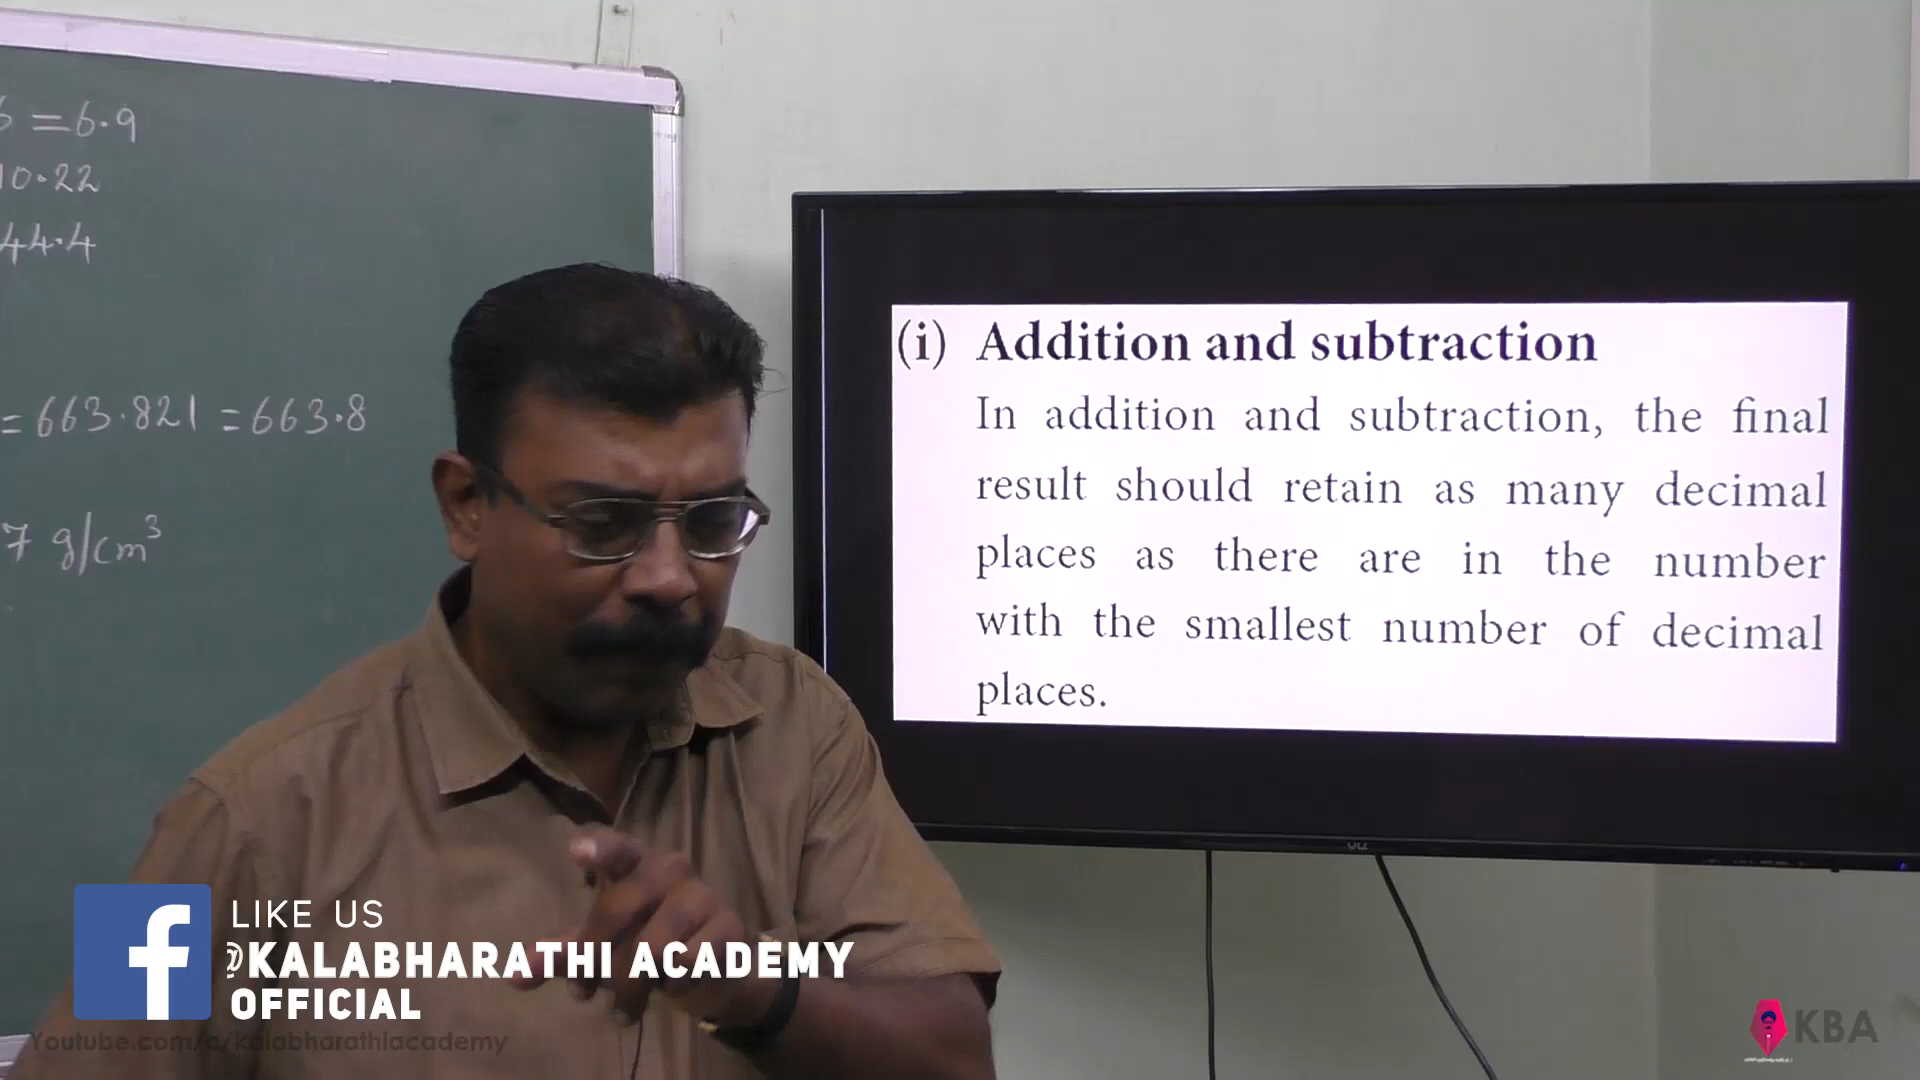 = 6.9
10.22
44.4
= 663.821 = 663.8
7 g/cm³
(i) Addition and subtraction
In addition and subtraction, the final
result should retain as many decimal
places as there are in the number
with the smallest number of decimal
places.
LIKE US
@KALABHARATHI ACADEMY
OFFICIAL
Youtube.com/c/kalabharathiacademy
KBA